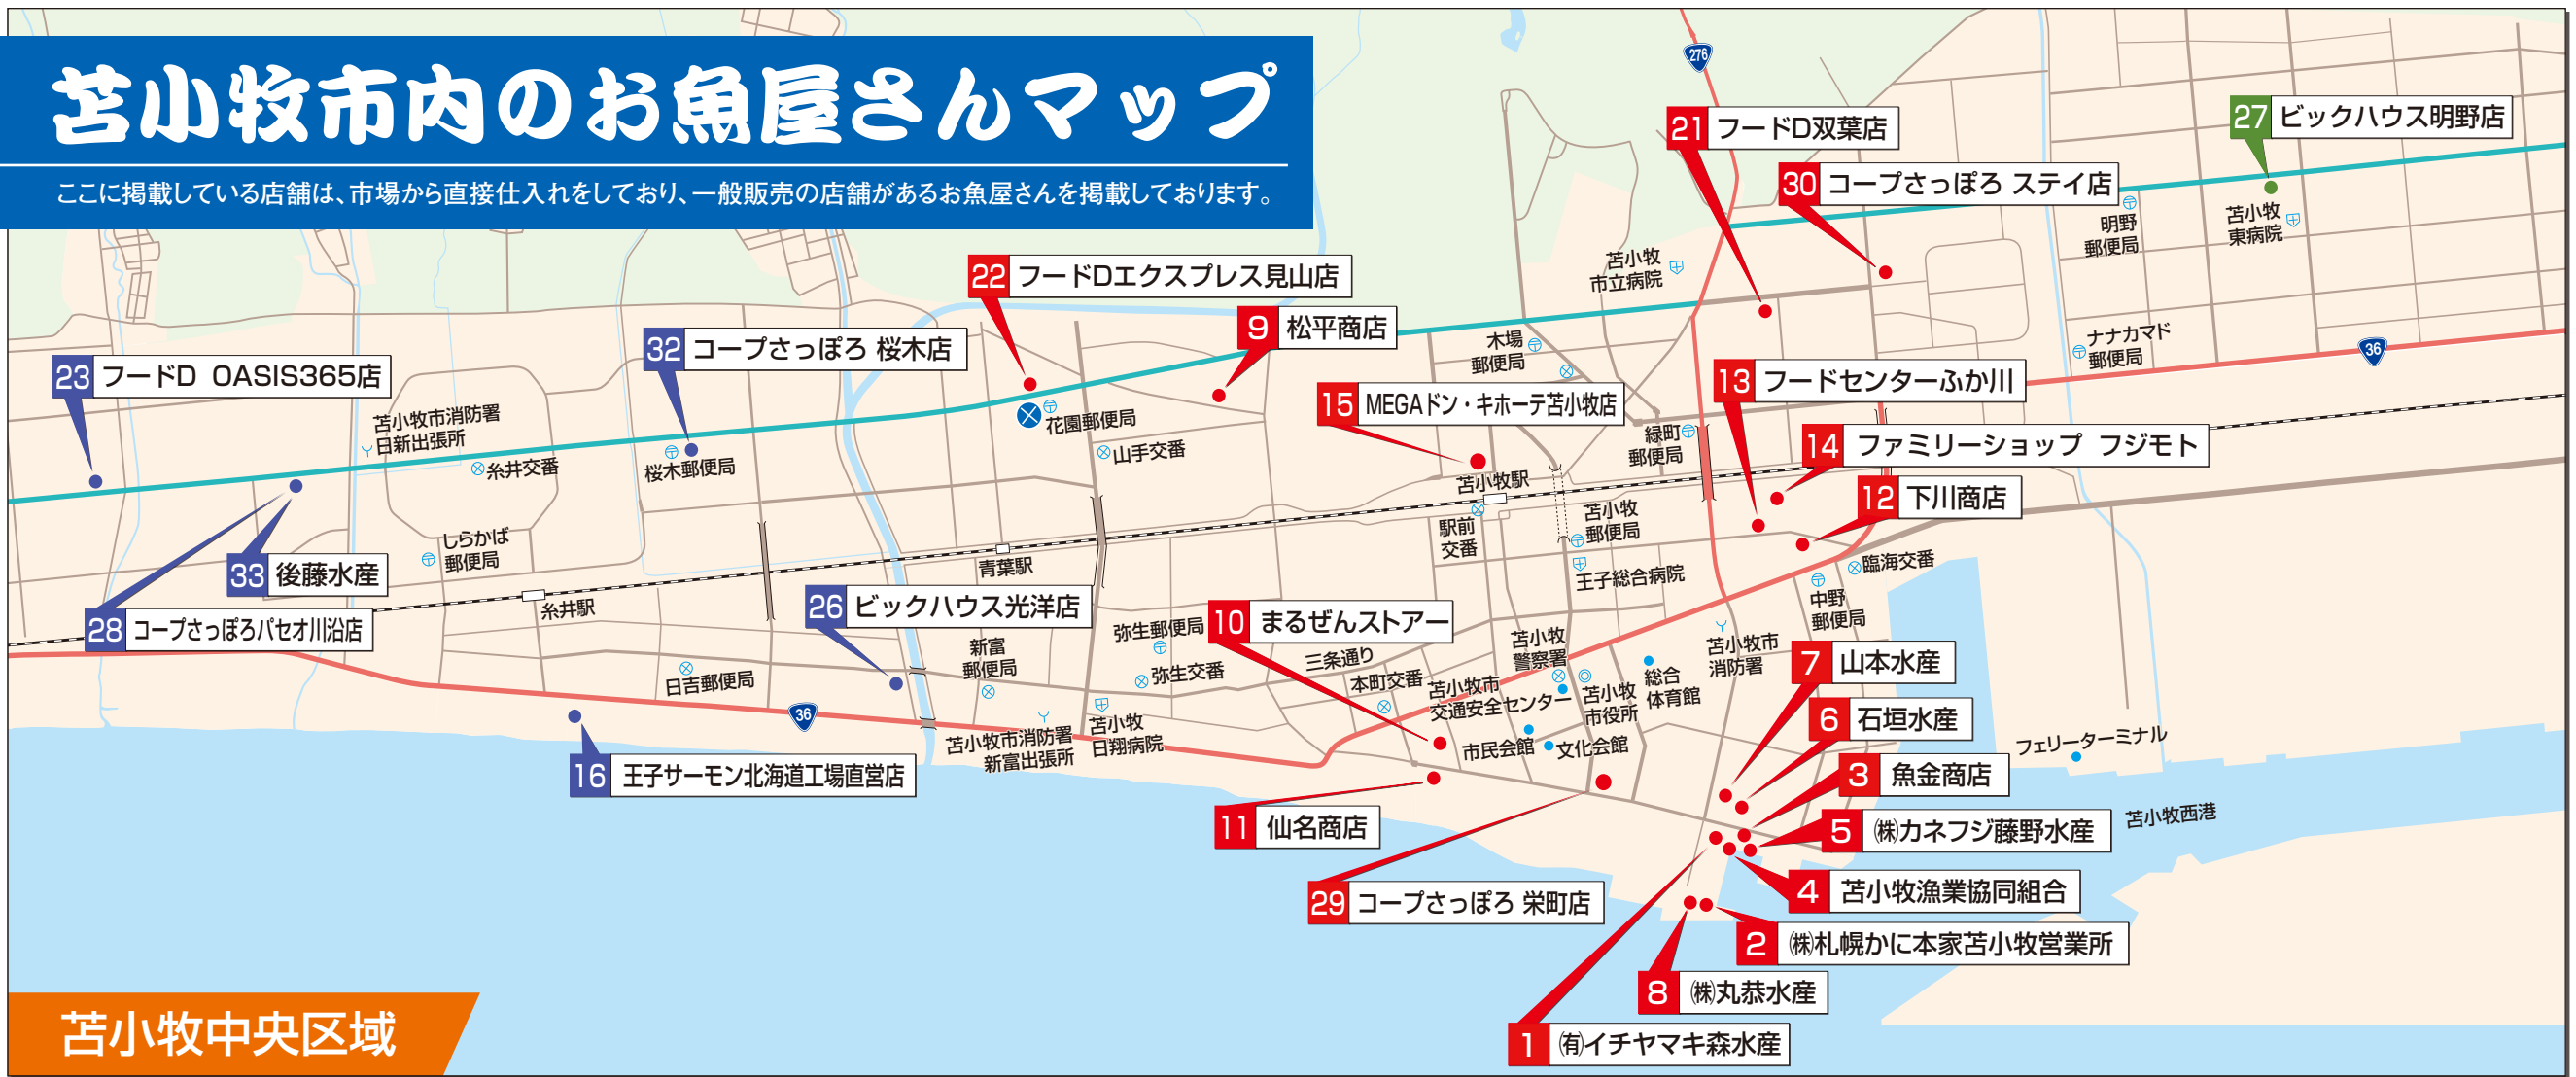 苫小牧市内のお魚屋さんマップ
ここに掲載している店舗は、市場から直接仕入れをしており、一般販売の店舗があるお魚屋さんを掲載しております。
276
21 フードD双葉店
27 ビックハウス明野店
30 コープさっぽろ ステイ店
明野
郵便局
苫小牧
東病院
苫小牧
市立病院
22 フードDエクスプレス見山店
9 松平商店
32 コープさっぽろ 桜木店
23 フードD OASIS365店
木場
郵便局
ナナカマド
郵便局
36
13 フードセンターふか川
15 MEGAドン・キホーテ苫小牧店
苫小牧市消防署
日新出張所
糸井交番
桜木郵便局
花園郵便局
山手交番
緑町
郵便局
14 ファミリーショップ フジモト
苫小牧駅
12 下川商店
駅前
交番
苫小牧
郵便局
しらかば
郵便局
33 後藤水産
青葉駅
王子総合病院
臨海交番
28 コープさっぽろパセオ川沿店
糸井駅
26 ビックハウス光洋店
中野
郵便局
10 まるぜんストアー
弥生郵便局
新富
郵便局
三条通り
苫小牧
警察署
苫小牧市
消防署
7 山本水産
日吉郵便局
弥生交番
本町交番
苫小牧市
交通安全センター
苫小牧
市役所
総合
体育館
36
6 石垣水産
苫小牧市消防署
新富出張所
苫小牧
日翔病院
市民会館
文化会館
フェリーターミナル
16 王子サーモン北海道工場直営店
3 魚金商店
11 仙名商店
5 ㈱カネフジ藤野水産
苫小牧西港
29 コープさっぽろ 栄町店
4 苫小牧漁業協同組合
2 ㈱札幌かに本家苫小牧営業所
8 ㈱丸恭水産
1 ㈲イチヤマキ森水産
苫小牧中央区域